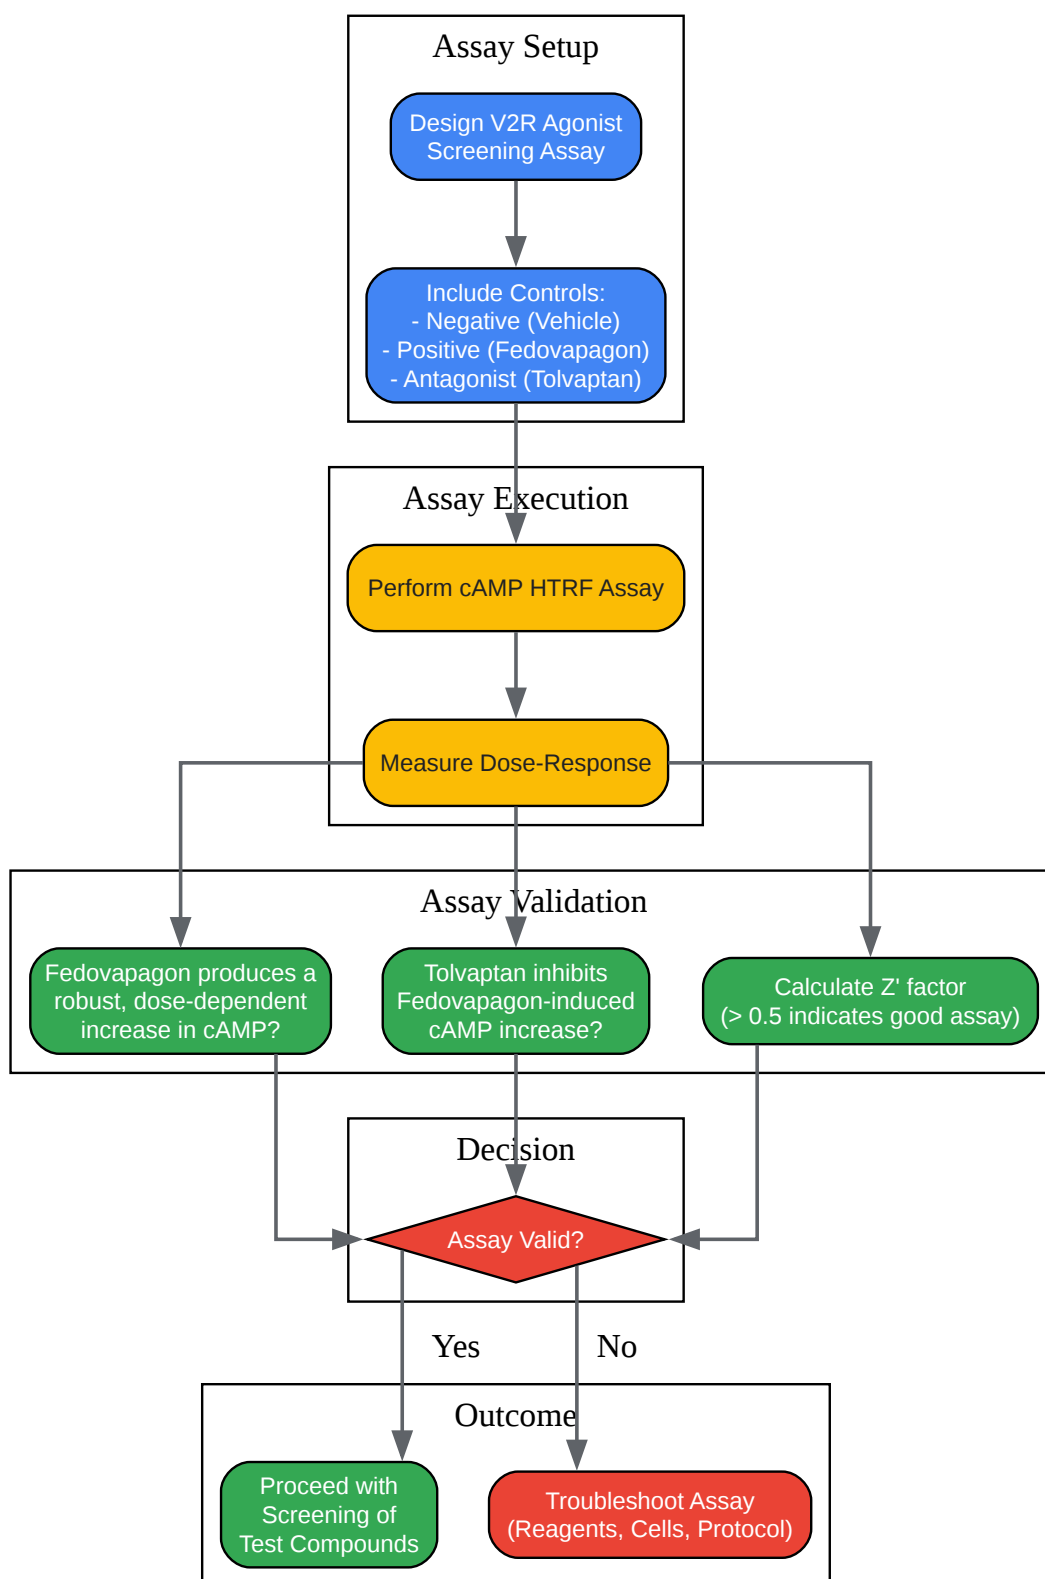 Assay Setup
Design V2R Agonist
Screening Assay
Include Controls:
- Negative (Vehicle)
- Positive (Fedovapagon)
- Antagonist (Tolvaptan)
Assay Execution
Perform cAMP HTRF Assay
Measure Dose-Response
Assay Validation
Fedovapagon produces a
robust, dose-dependent
increase in cAMP?
Tolvaptan inhibits
Fedovapagon-induced
cAMP increase?
Calculate Z' factor
(> 0.5 indicates good assay)
Decision
Assay Valid?
Yes
No
Outcome
Proceed with
Screening of
Test Compounds
Troubleshoot Assay
(Reagents, Cells, Protocol)